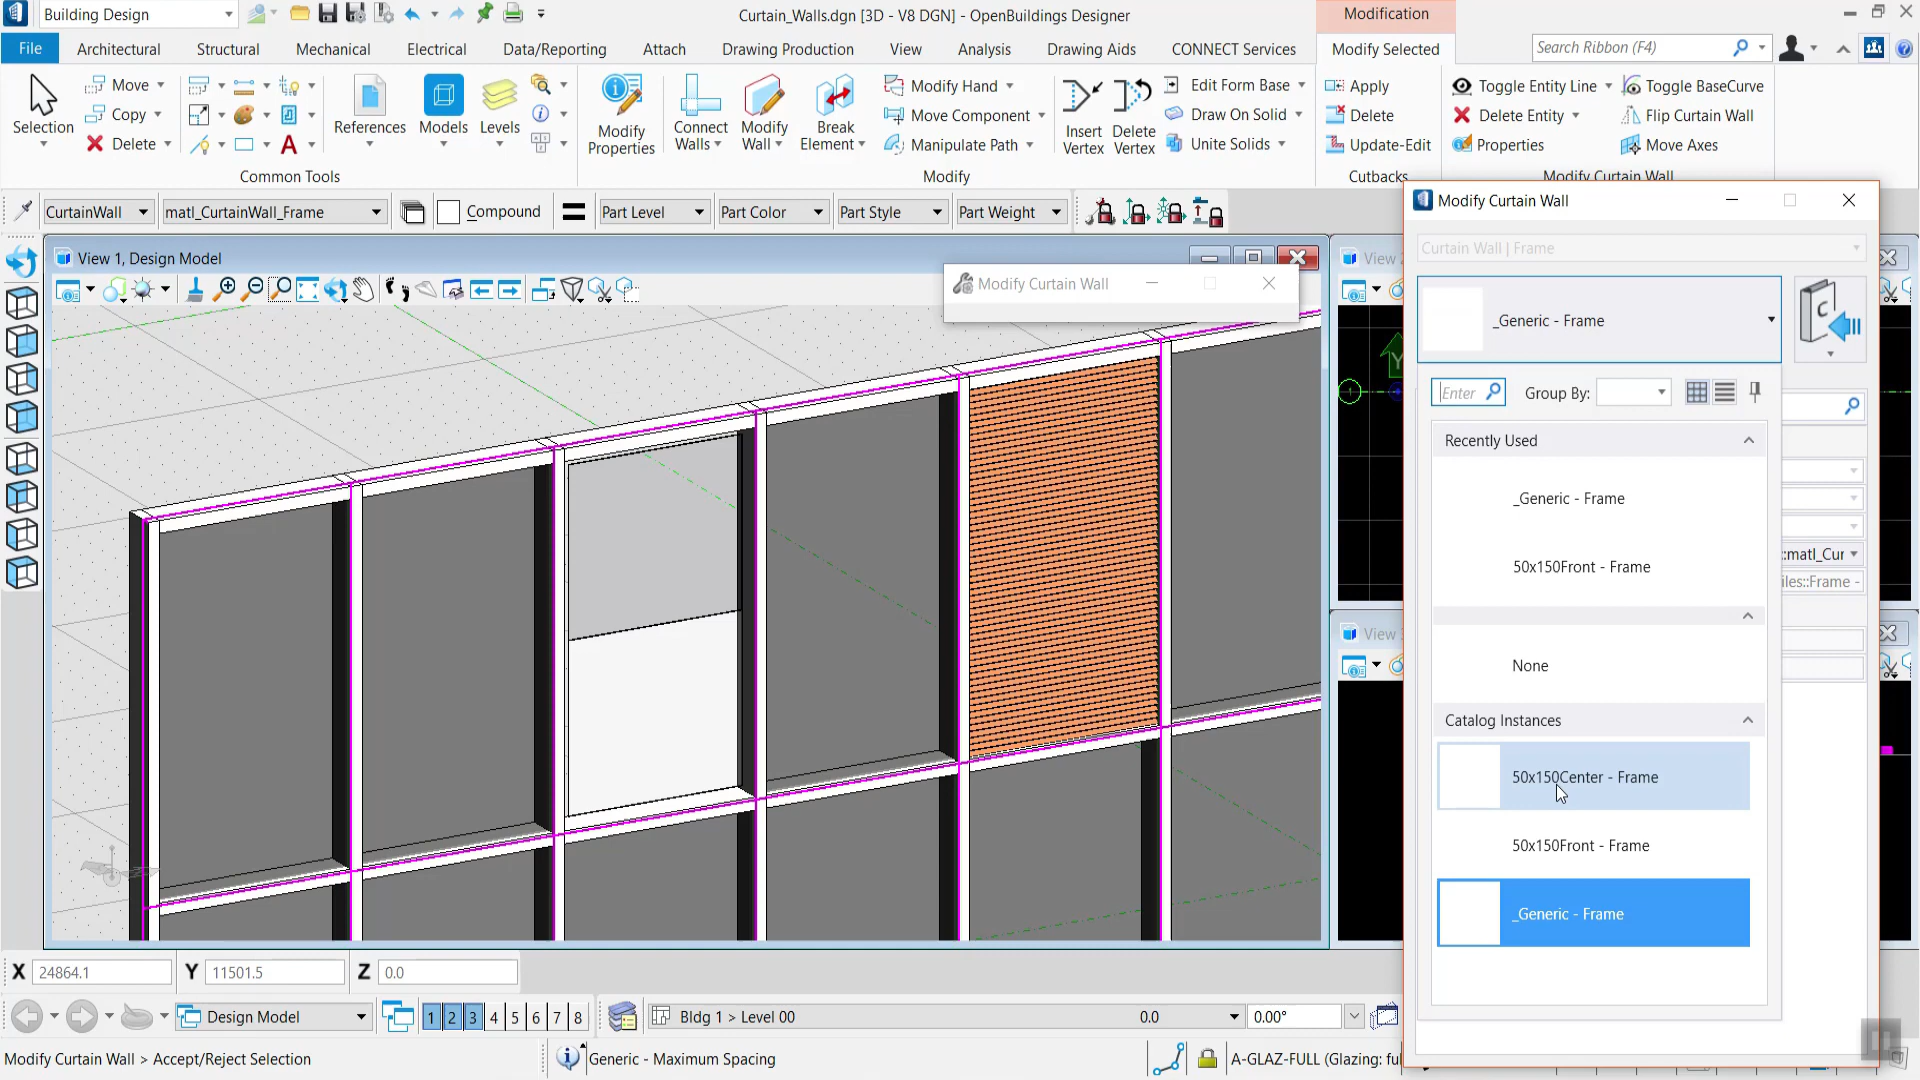 Building Design
Curtain_Walls.dgn [3D - V8 DGN] - OpenBuildings Designer
Modification
File
Architectural
Structural
Mechanical
Electrical
Data/Reporting
Attach
Drawing Production
View
Analysis
Drawing Aids
CONNECT Services
Modify Selected
Search Ribbon (F4)
Selection
Move
Copy
Delete
References
Models
Levels
Common Tools
Modify Properties
Connect Walls
Modify Wall
Break Element
Modify Hand
Move Component
Manipulate Path
Insert Vertex
Delete Vertex
Edit Form Base
Draw On Solid
Unite Solids
Modify
Apply
Delete
Update-Edit
Cutbacks
Toggle Entity Line
Delete Entity
Properties
Toggle BaseCurve
Flip Curtain Wall
Move Axes
Modify Curtain Wall
CurtainWall
matl_CurtainWall_Frame
Compound
Part Level
Part Color
Part Style
Part Weight
View 1, Design Model
Modify Curtain Wall
View
View
Modify Curtain Wall
Curtain Wall | Frame
_Generic - Frame
Enter
Group By:
Recently Used
_Generic - Frame
50x150Front - Frame
None
Catalog Instances
50x150Center - Frame
50x150Front - Frame
_Generic - Frame
:matl_Cur
iles::Frame -
X 24864.1 Y 11501.5 Z 0.0
Design Model
1 2 3 4 5 6 7 8
Bldg 1 > Level 00
0.0
0.00°
Modify Curtain Wall > Accept/Reject Selection
Generic - Maximum Spacing
A-GLAZ-FULL (Glazing: ful